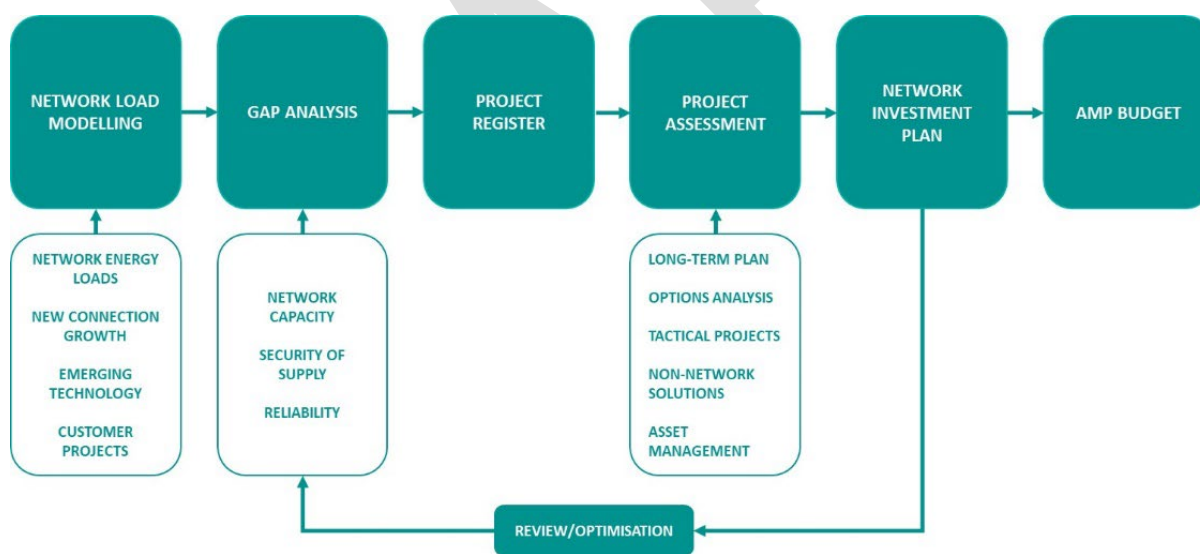 NETWORK LOAD
MODELLING
GAP ANALYSIS
PROJECT
REGISTER
PROJECT
ASSESSMENT
NETWORK
INVESTMENT
PLAN
AMP BUDGET
NETWORK ENERGY
LOADS
NEW CONNECTION
GROWTH
EMERGING
TECHNOLOGY
CUSTOMER
PROJECTS
NETWORK
CAPACITY
SECURITY OF
SUPPLY
RELIABILITY
LONG-TERM PLAN
OPTIONS ANALYSIS
TACTICAL PROJECTS
NON-NETWORK
SOLUTIONS
ASSET
MANAGEMENT
REVIEW/OPTIMISATION